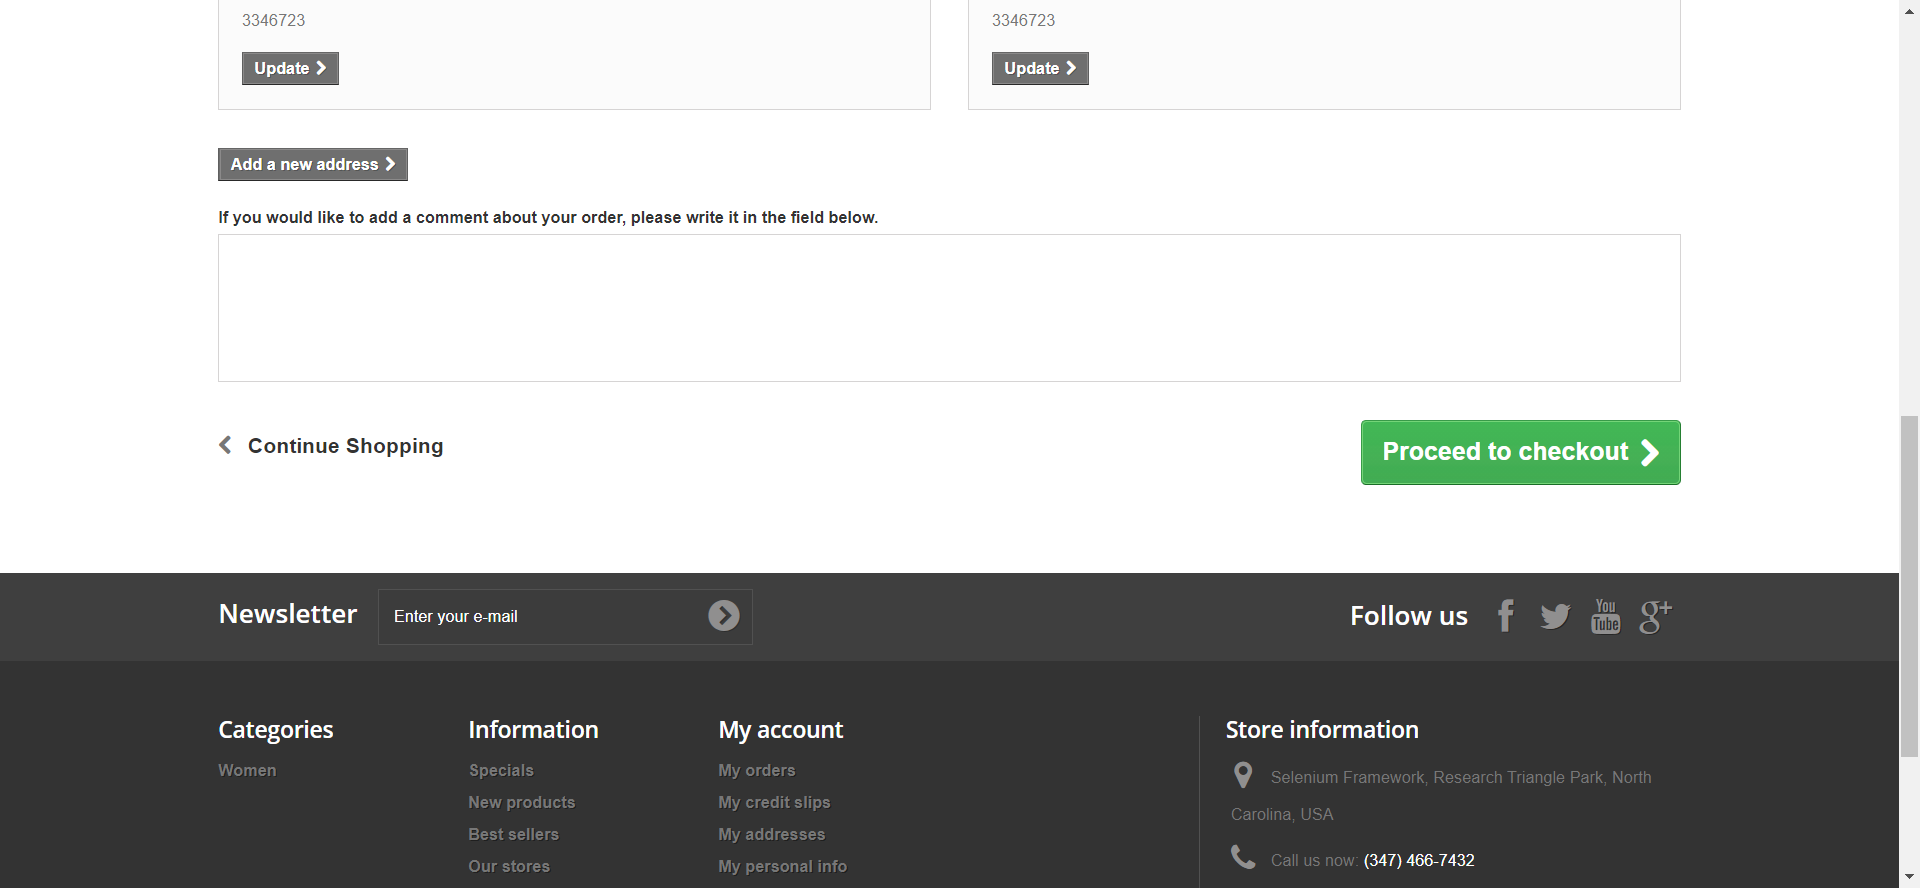 3346723
3346723
Update
Update
Add a new address
If you would like to add a comment about your order, please write it in the field below.
Continue Shopping
Proceed to checkout
Newsletter
Enter your e-mail
Follow us
You
Tube
g+
Categories
Information
My account
Store information
Women
Specials
My orders
Selenium Framework, Research Triangle Park, North
New products
My credit slips
Carolina, USA
Best sellers
My addresses
Our stores
My personal info
Call us now: (347) 466-7432